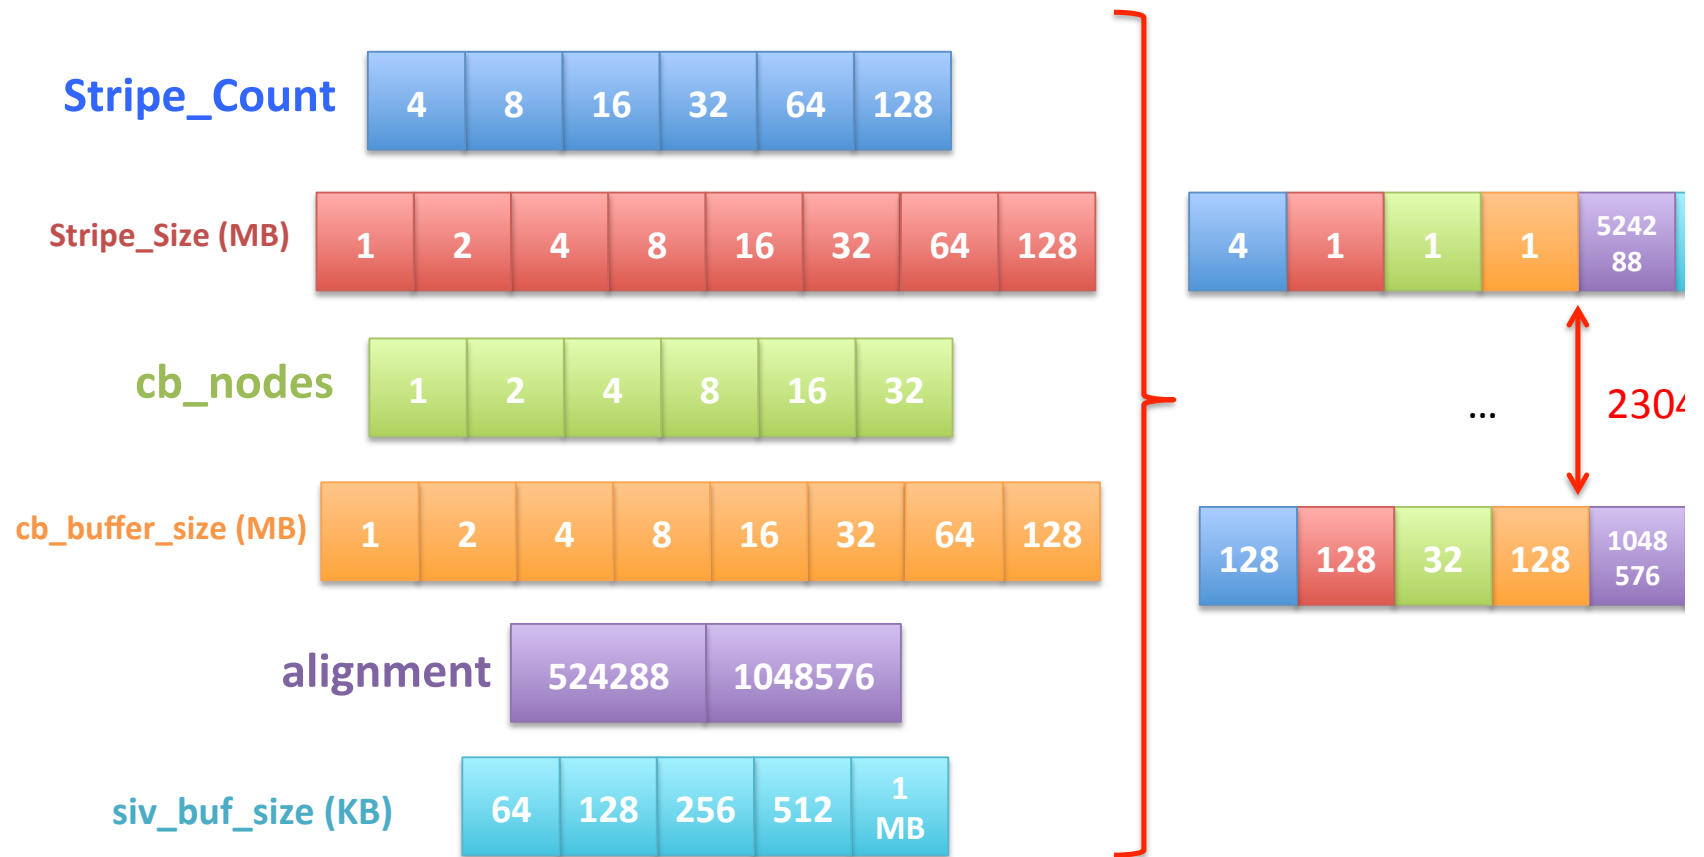 Stripe_Count 4 8 16 32 64 128
Stripe_Size (MB) 1 2 4 8 16 32 64 128
cb_nodes 1 2 4 8 16 32
cb_buffer_size (MB) 1 2 4 8 16 32 64 128
alignment 524288 1048576
siv_buf_size (KB) 64 128 256 512 1
MB
4 1 1 1 5242
88
... 2304
128 128 32 128 1048
576